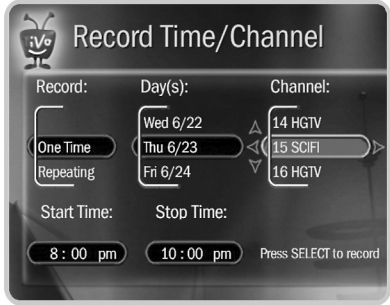 TiVo
Record Time/Channel
Record: Day(s): Channel:
Wed 6/22 14 HGTV
One Time Thu 6/23 15 SCIFI
Repeating Fri 6/24 16 HGTV
Start Time: Stop Time:
8 : 00 pm 10 : 00 pm Press SELECT to record